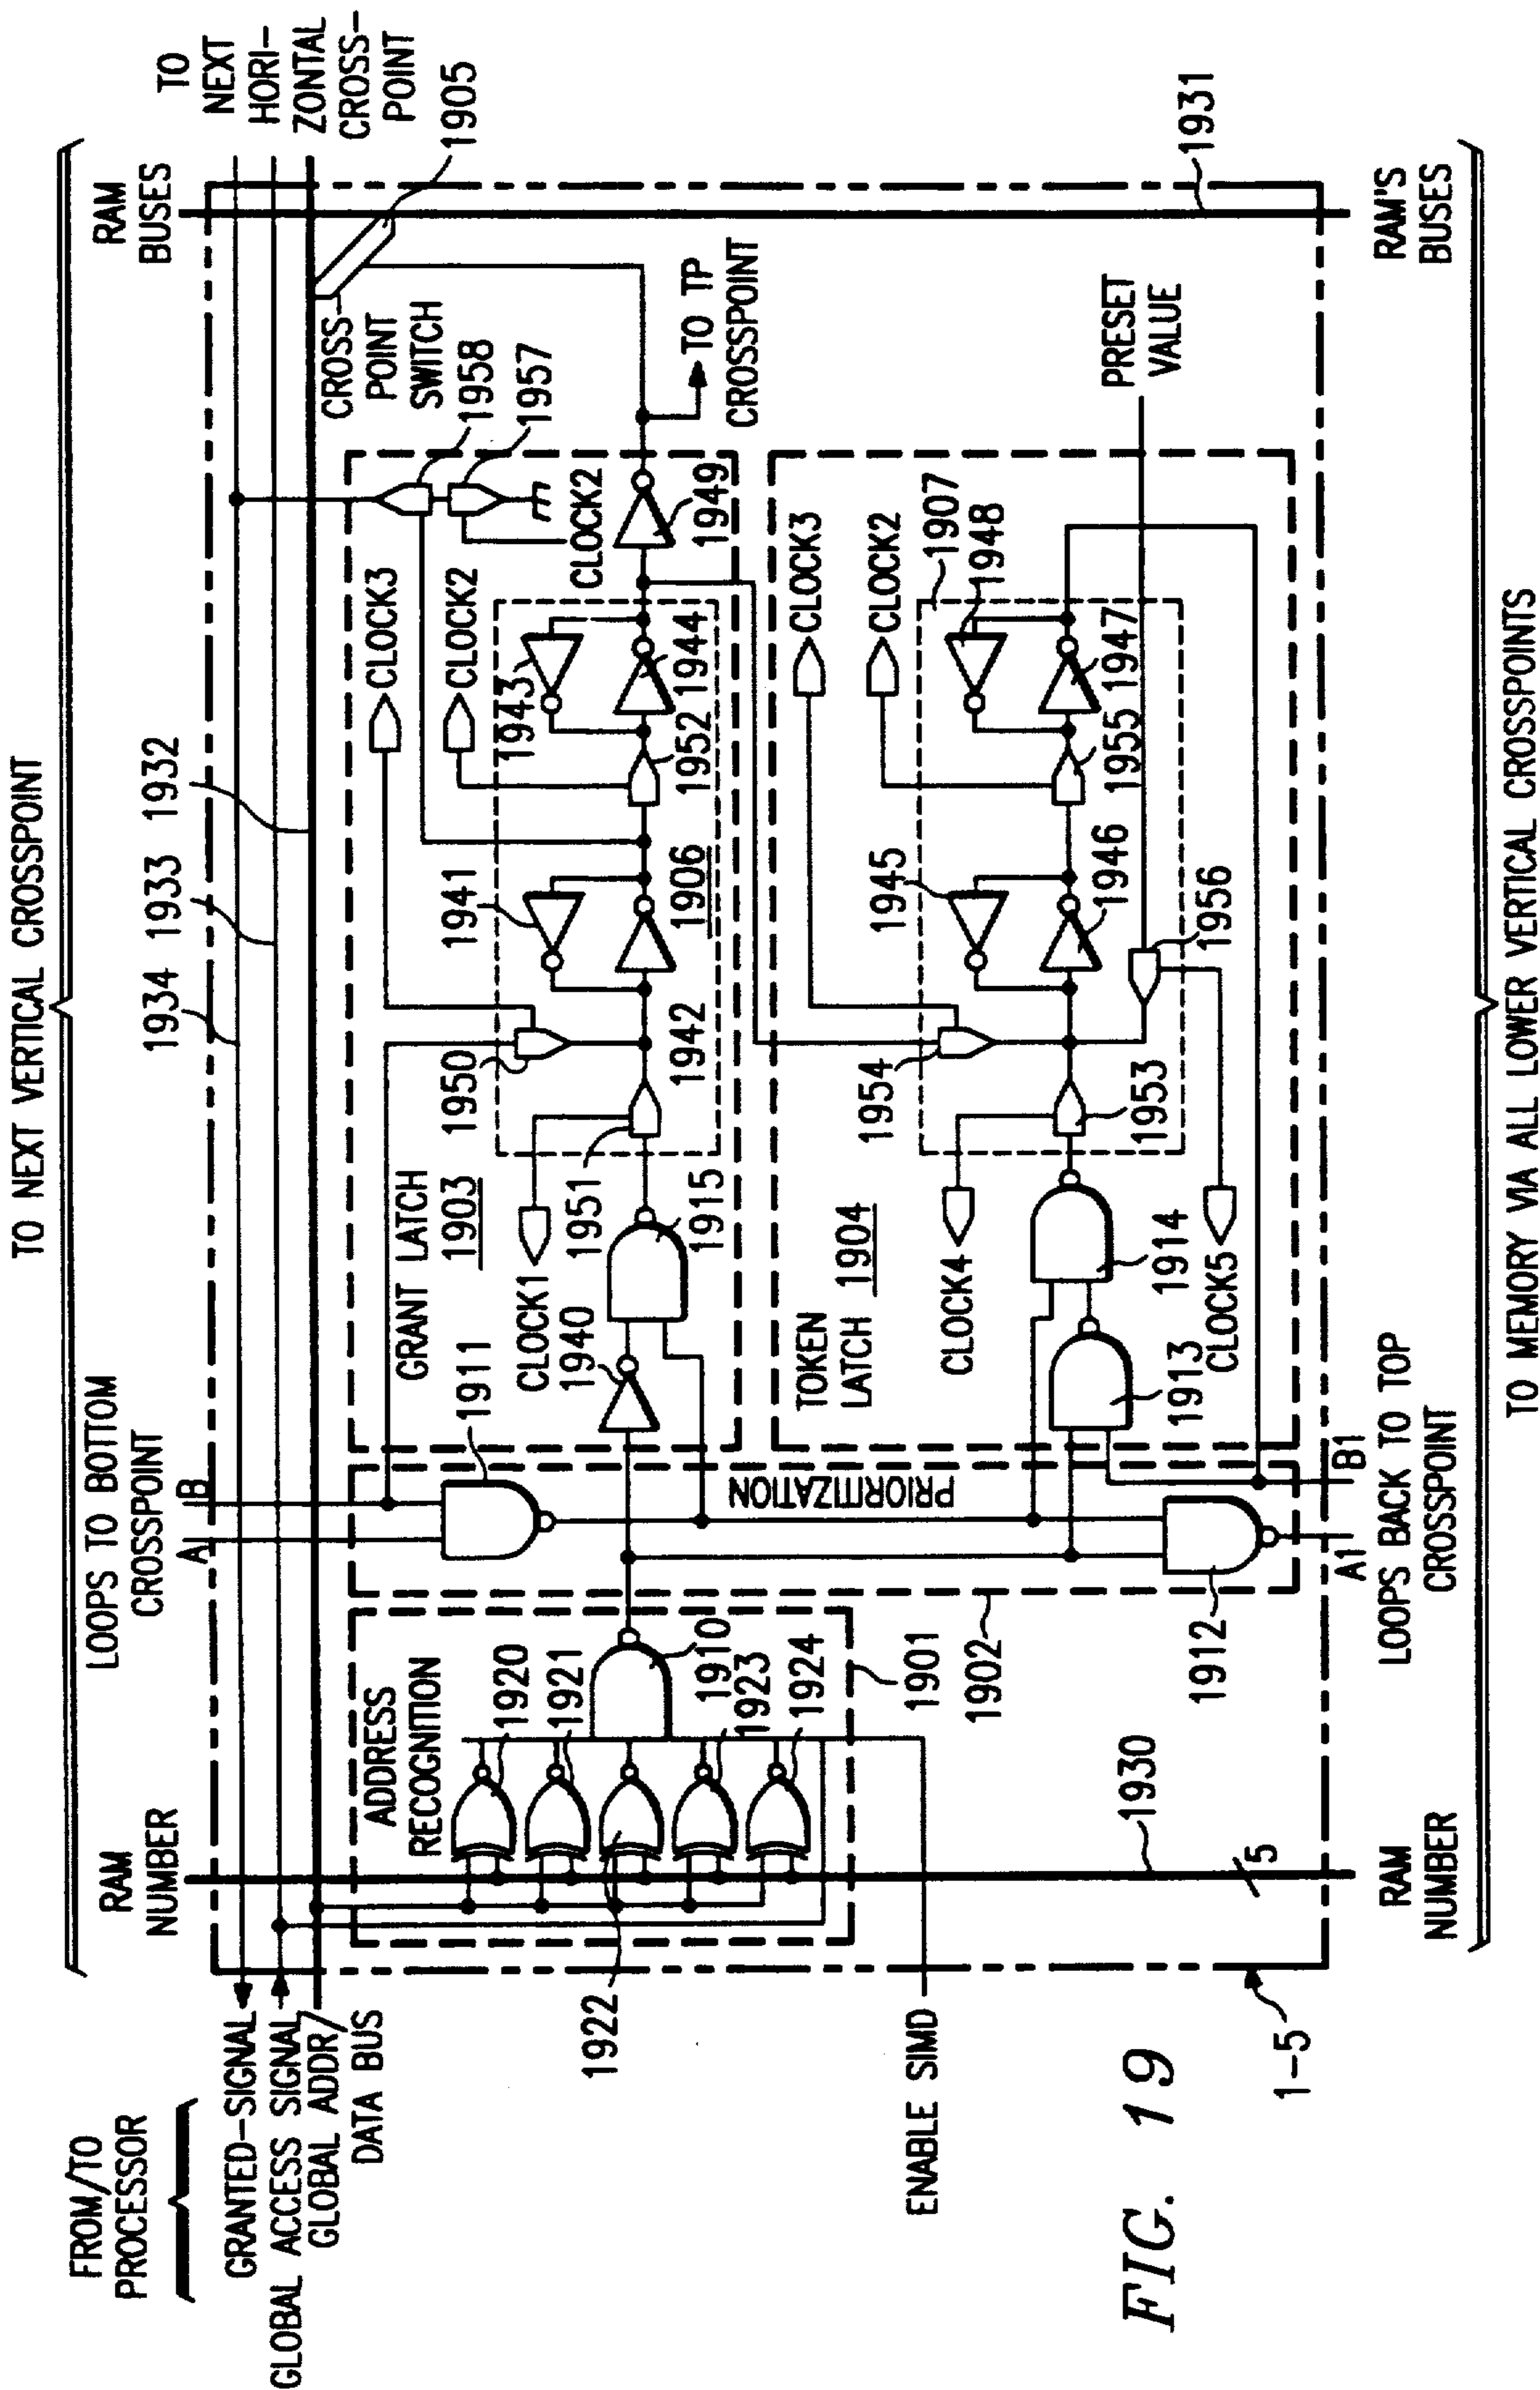 TO NEXT VERTICAL CROSSPOINT
FROM/TO
PROCESSOR
GRANTED-SIGNAL
GLOBAL ACCESS SIGNAL
GLOBAL ADDR/
DATA BUS
RAM
NUMBER
LOOPS TO BOTTOM
CROSSPOINT
A
B
1934
1933
1932
RAM
BUSES
TO
NEXT
HORI-
ZONTAL
CROSS-
POINT
1905
ADDRESS
RECOGNITION
1920
1921
1910
1923
1924
1922
1901
1911
PRIORITIZATION
1902
1912
GRANT LATCH
1903
CLOCK1
1940
1915
1951
1950
1942
1941
1906
CLOCK3
CLOCK2
1943
1944
1952
CLOCK2
1949
CROSS-
POINT
SWITCH
1958
1957
TO TP
CROSSPOINT
TOKEN
LATCH
1904
CLOCK4
1913
1914
CLOCK5
1953
1954
1945
1946
1956
1955
1947
1948
1907
CLOCK3
CLOCK2
PRESET
VALUE
1931
ENABLE SIMD
1930
5
1-5
RAM
NUMBER
A1
B1
LOOPS BACK TO TOP
CROSSPOINT
RAM'S
BUSES
TO MEMORY VIA ALL LOWER VERTICAL CROSSPOINTS
FIG. 19